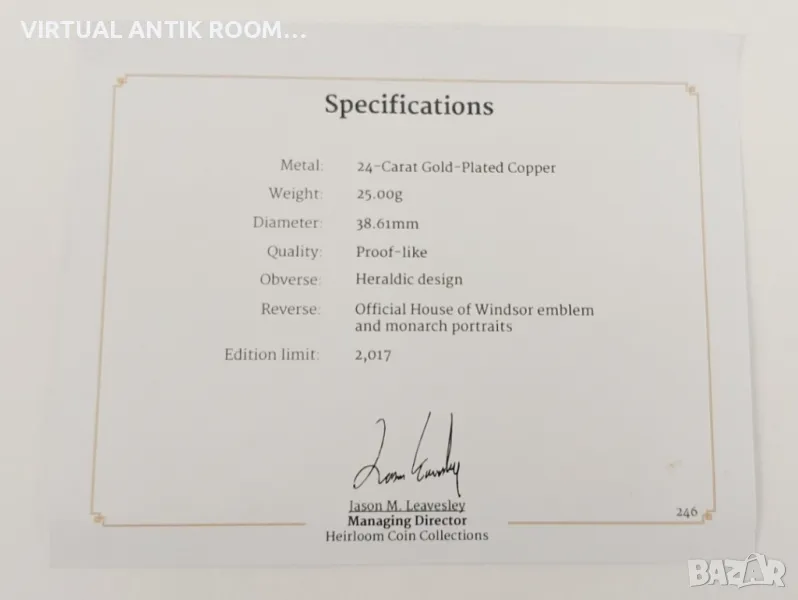 VIRTUAL ANTIK ROOM...
Specifications
Metal: 24-Carat Gold-Plated Copper
Weight: 25.00g
Diameter: 38.61mm
Quality: Proof-like
Obverse: Heraldic design
Reverse: Official House of Windsor emblem
and monarch portraits
Edition limit: 2,017
Jason M. Leavesley
Managing Director
Heirloom Coin Collections
246
BAZAR